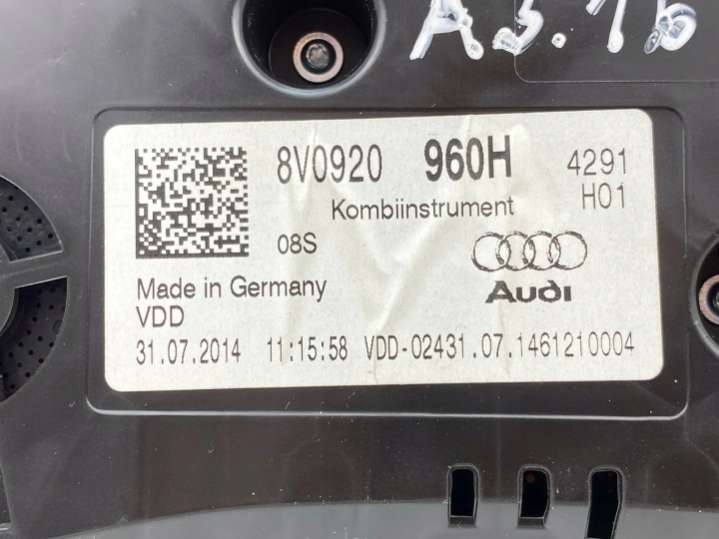 A3.16
8V0920 960H 4291
Kombiinstrument H01
08S
Audi
Made in Germany
VDD
31.07.2014 11:15:58 VDD-02431.07.1461210004